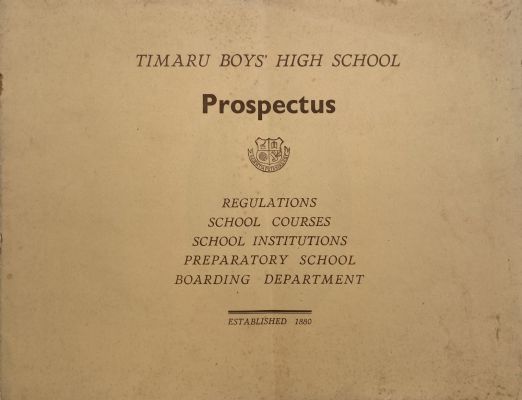 TIMARU BOYS' HIGH SCHOOL
Prospectus
REGULATIONS
SCHOOL COURSES
SCHOOL INSTITUTIONS
PREPARATORY SCHOOL
BOARDING DEPARTMENT
ESTABLISHED 1880